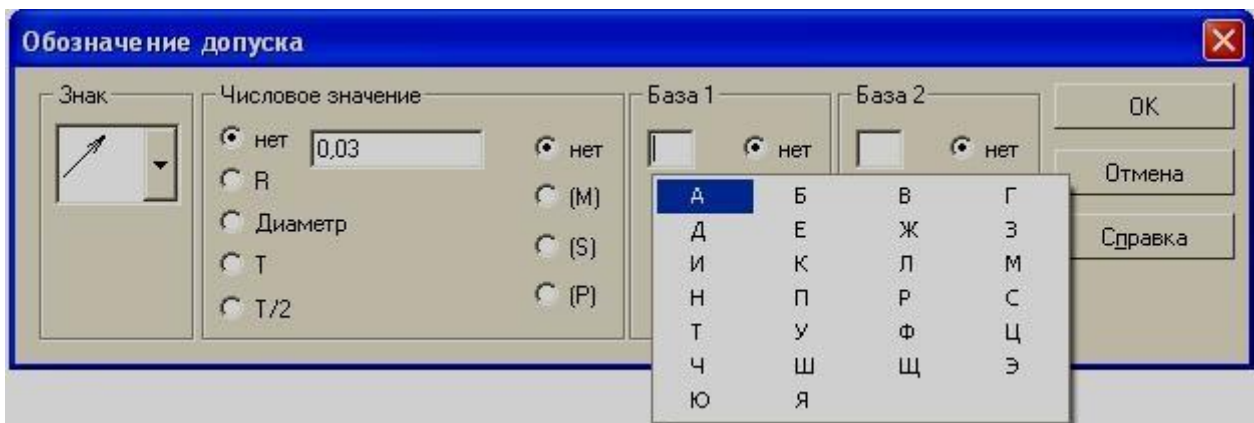 Обозначение допуска
Знак
Числовое значение
База 1
База 2
нет
R
Диаметр
T
T/2
0,03
нет
(M)
(S)
(P)
нет
нет
OK
Отмена
Справка
А Б В Г
Д Е Ж З
И К Л М
Н П Р С
Т У Ф Ц
Ч Ш Щ Э
Ю Я